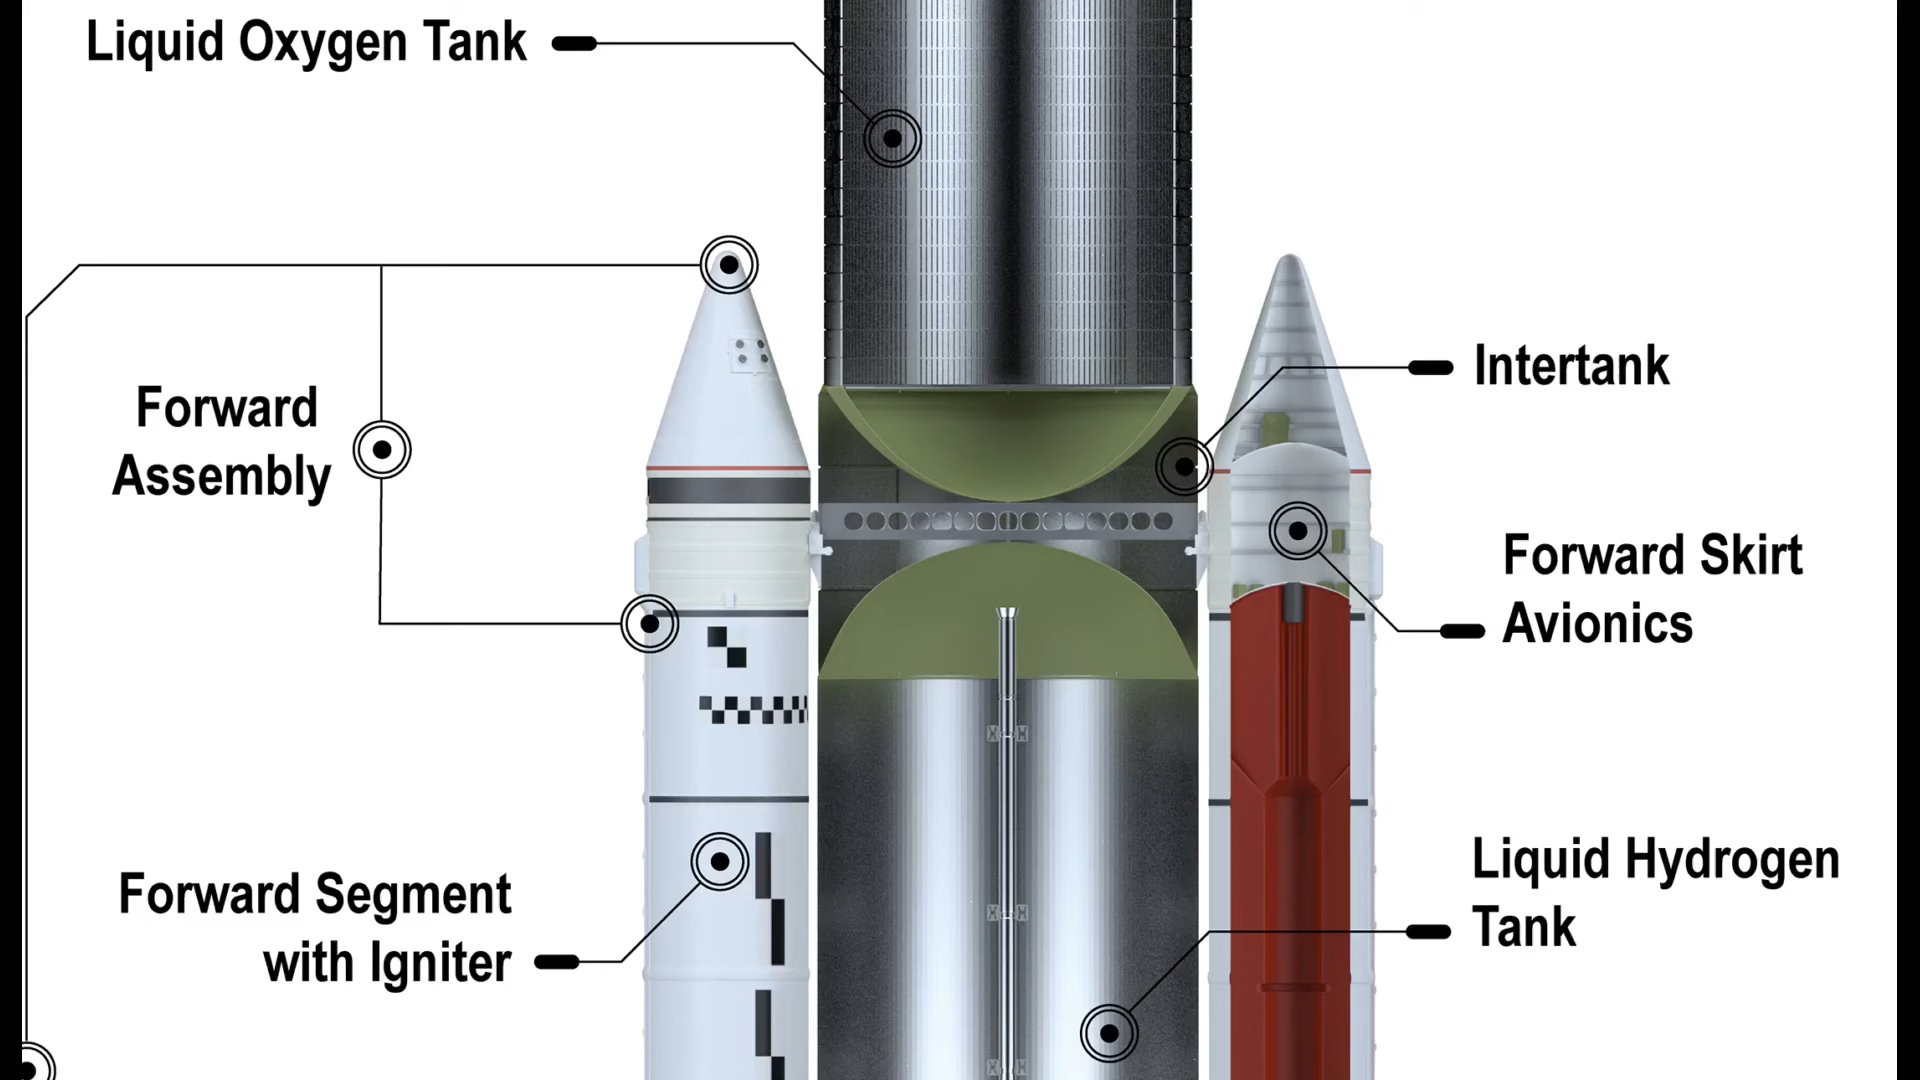 Liquid Oxygen Tank
Forward
Assembly
Intertank
Forward Skirt
Avionics
Forward Segment
with Igniter
Liquid Hydrogen
Tank